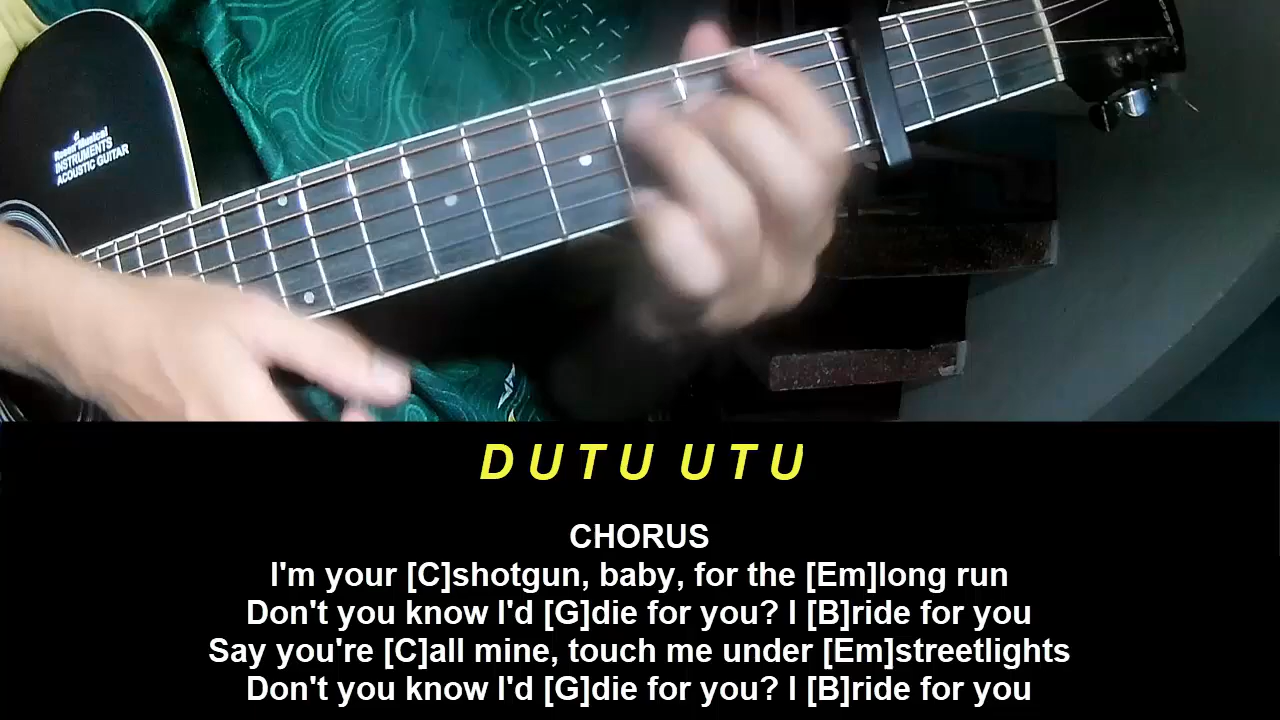 Musical
INSTRUMENTS
ACOUSTIC GUITAR
D U T U U T U
CHORUS
I'm your [C]shotgun, baby, for the [Em]long run
Don't you know I'd [G]die for you? I [B]ride for you
Say you're [C]all mine, touch me under [Em]streetlights
Don't you know I'd [G]die for you? I [B]ride for you